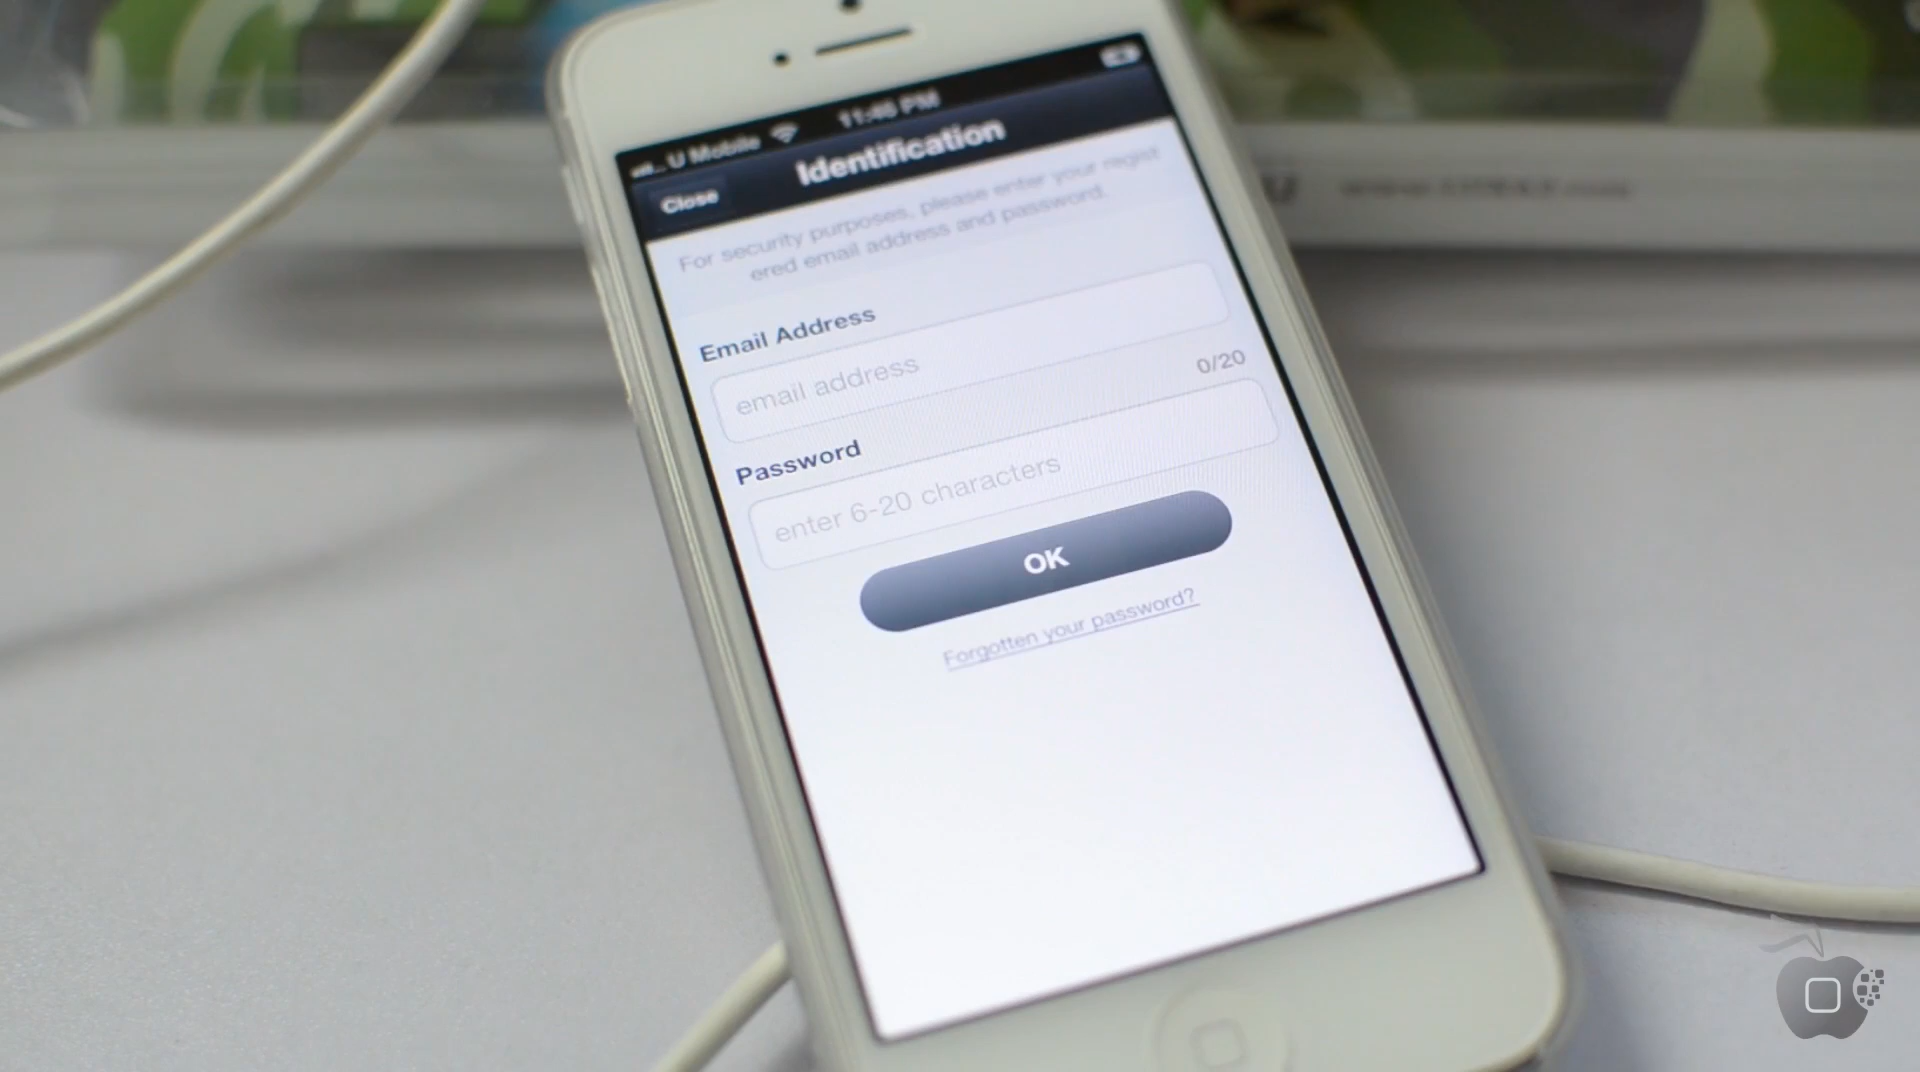 U Mobile 11:46 PM
Close
Identification
For security purposes, please enter your regist
ered email address and password.
Email Address
email address
0/20
Password
enter 6-20 characters
OK
Forgotten your password?